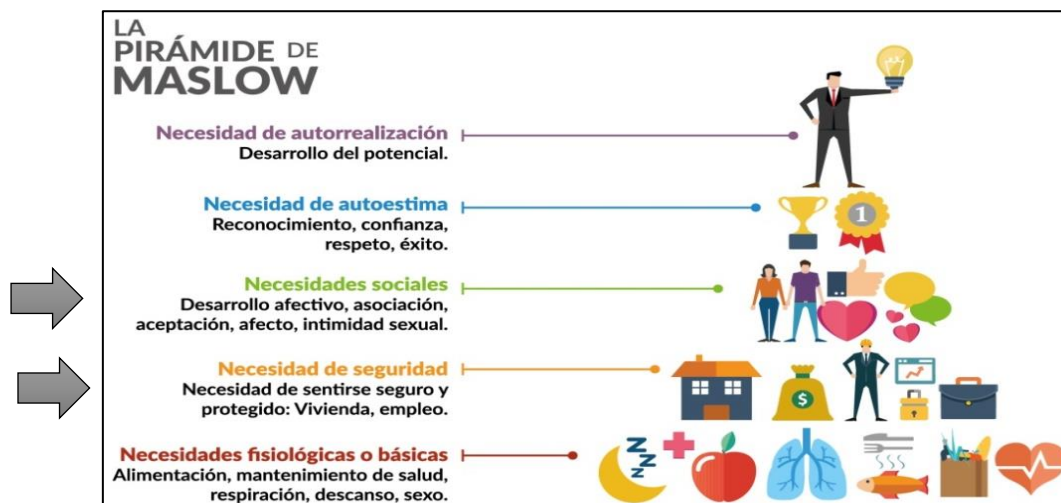 LA
PIRÁMIDE DE
MASLOW
Necesidad de autorrealización
Desarrollo del potencial.
Necesidad de autoestima
Reconocimiento, confianza,
respeto, éxito.
1
Necesidades sociales
Desarrollo afectivo, asociación,
aceptación, afecto, intimidad sexual.
Necesidad de seguridad
Necesidad de sentirse seguro y
protegido: Vivienda, empleo.
$
Necesidades fisiológicas o básicas
Alimentación, mantenimiento de salud,
respiración, descanso, sexo.
Z
Z
Z
Z